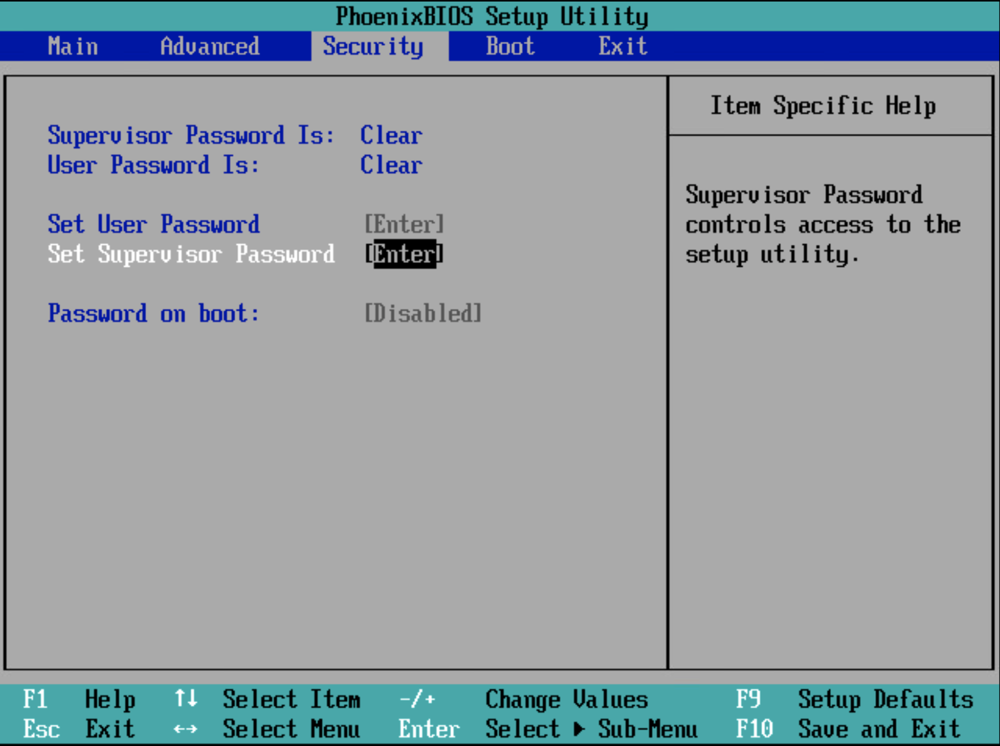 PhoenixBIOS Setup Utility
Main Advanced Security Boot Exit
Supervisor Password Is: Clear
User Password Is: Clear
Set User Password [Enter]
Set Supervisor Password [Enter]
Password on boot: [Disabled]
Item Specific Help
Supervisor Password
controls access to the
setup utility.
F1 Help ↑↓ Select Item -/+ Change Values F9 Setup Defaults
Esc Exit ↔ Select Menu Enter Select ▶ Sub-Menu F10 Save and Exit